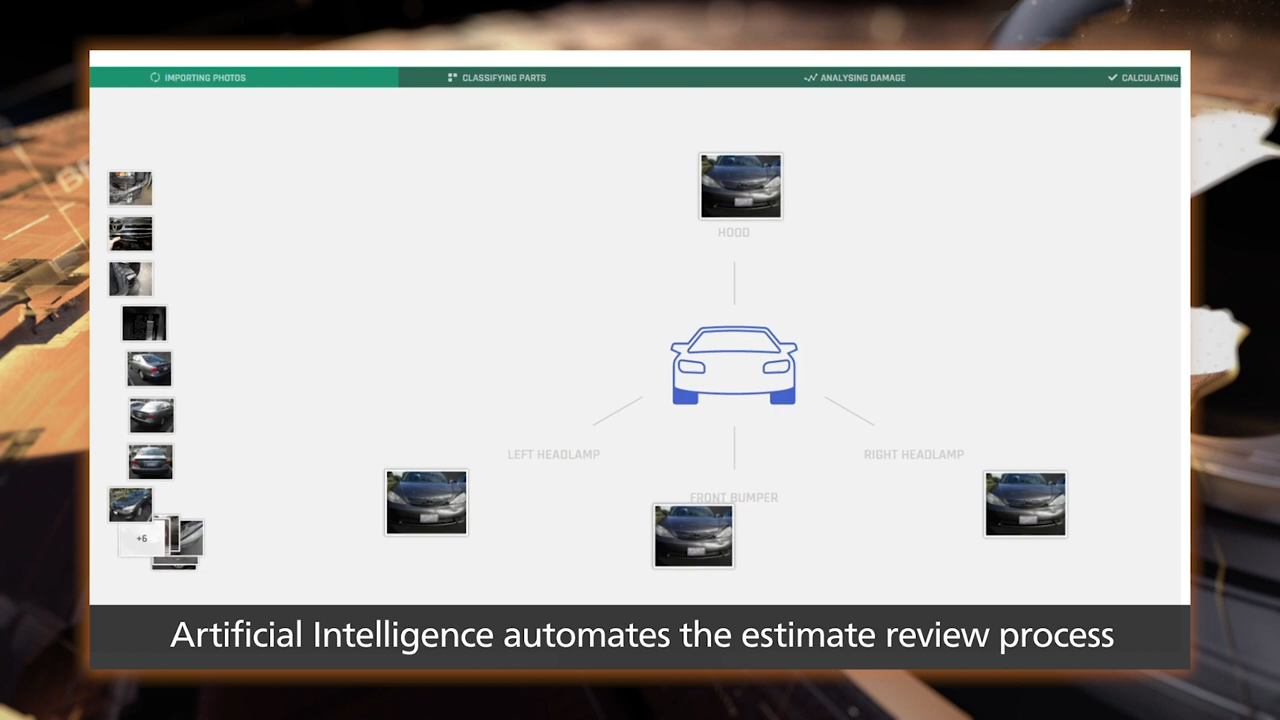 IMPORTING PHOTOS
CLASSIFYING PARTS
ANALYSING DAMAGE
CALCULATING
HOOD
LEFT HEADLAMP
RIGHT HEADLAMP
FRONT BUMPER
+6
Artificial Intelligence automates the estimate review process